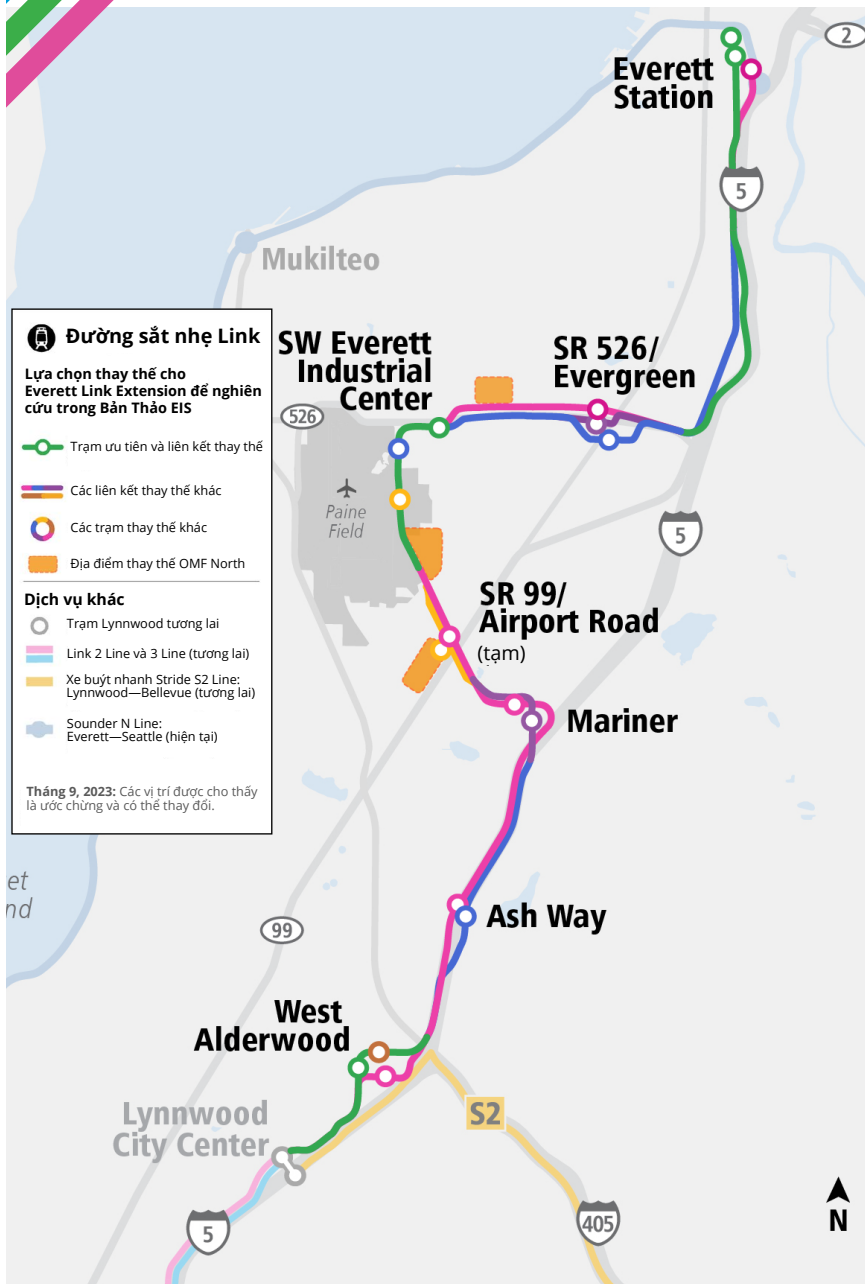 2
Everett
Station
5
Mukilteo
Đường sắt nhẹ Link
Lựa chọn thay thế cho
Everett Link Extension để nghiên
cứu trong Bản Thảo EIS
Trạm ưu tiên và liên kết thay thế
Các liên kết thay thế khác
Các trạm thay thế khác
Địa điểm thay thế OMF North
Dịch vụ khác
Trạm Lynnwood tương lai
Link 2 Line và 3 Line (tương lai)
Xe buýt nhanh Stride S2 Line:
Lynnwood—Bellevue (tương lai)
Sounder N Line:
Everett—Seattle (hiện tại)
Tháng 9, 2023: Các vị trí được cho thấy
là ước chừng và có thể thay đổi.
SW Everett
Industrial
Center
SR 526/
Evergreen
526
Paine
Field
5
SR 99/
Airport Road
(tạm)
Mariner
et
nd
Ash Way
99
West
Alderwood
Lynnwood
City Center
S2
5
405
N